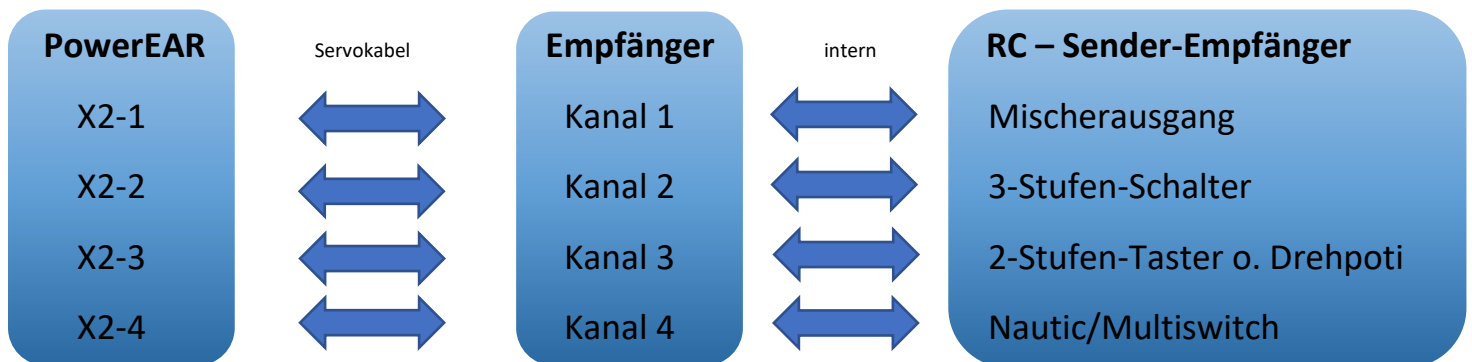 PowerEAR Servokabel Empfänger intern RC – Sender-Empfänger
X2-1 Kanal 1 Mischerausgang
X2-2 Kanal 2 3-Stufen-Schalter
X2-3 Kanal 3 2-Stufen-Taster o. Drehpoti
X2-4 Kanal 4 Nautic/Multiswitch